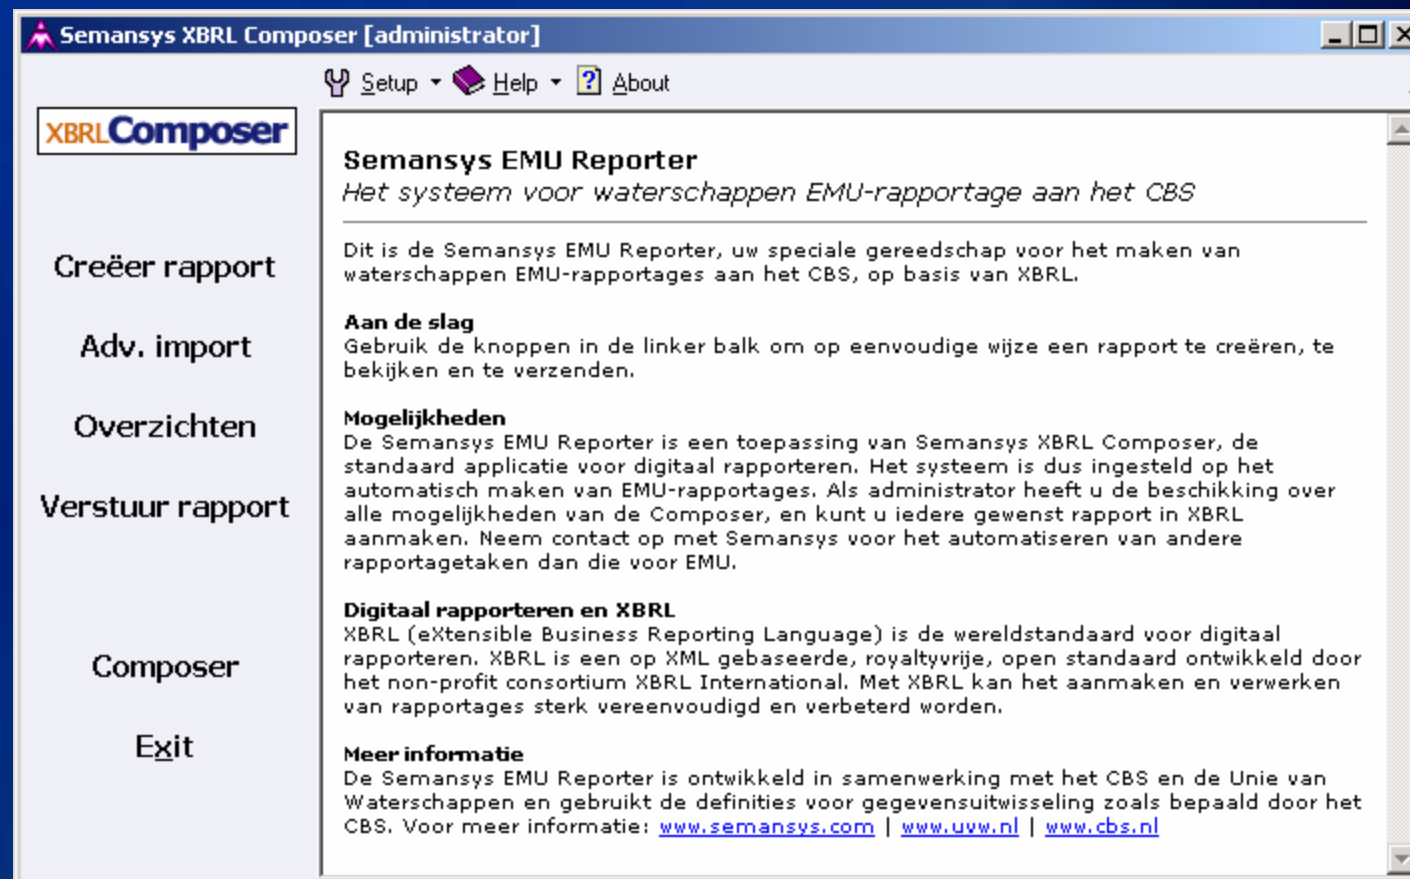 Semansys XBRL Composer [administrator]
Setup Help About
XBRLComposer
Creëer rapport
Adv. import
Overzichten
Verstuur rapport
Composer
Exit
Semansys EMU Reporter
Het systeem voor waterschappen EMU-rapportage aan het CBS
Dit is de Semansys EMU Reporter, uw speciale gereedschap voor het maken van
waterschappen EMU-rapportages aan het CBS, op basis van XBRL.
Aan de slag
Gebruik de knoppen in de linker balk om op eenvoudige wijze een rapport te creëren, te
bekijken en te verzenden.
Mogelijkheden
De Semansys EMU Reporter is een toepassing van Semansys XBRL Composer, de
standaard applicatie voor digitaal rapporteren. Het systeem is dus ingesteld op het
automatisch maken van EMU-rapportages. Als administrator heeft u de beschikking over
alle mogelijkheden van de Composer, en kunt u iedere gewenst rapport in XBRL
aanmaken. Neem contact op met Semansys voor het automatiseren van andere
rapportagetaken dan die voor EMU.
Digitaal rapporteren en XBRL
XBRL (eXtensible Business Reporting Language) is de wereldstandaard voor digitaal
rapporteren. XBRL is een op XML gebaseerde, royaltyvrije, open standaard ontwikkeld door
het non-profit consortium XBRL International. Met XBRL kan het aanmaken en verwerken
van rapportages sterk vereenvoudigd en verbeterd worden.
Meer informatie
De Semansys EMU Reporter is ontwikkeld in samenwerking met het CBS en de Unie van
Waterschappen en gebruikt de definities voor gegevensuitwisseling zoals bepaald door het
CBS. Voor meer informatie: www.semansys.com | www.uvw.nl | www.cbs.nl